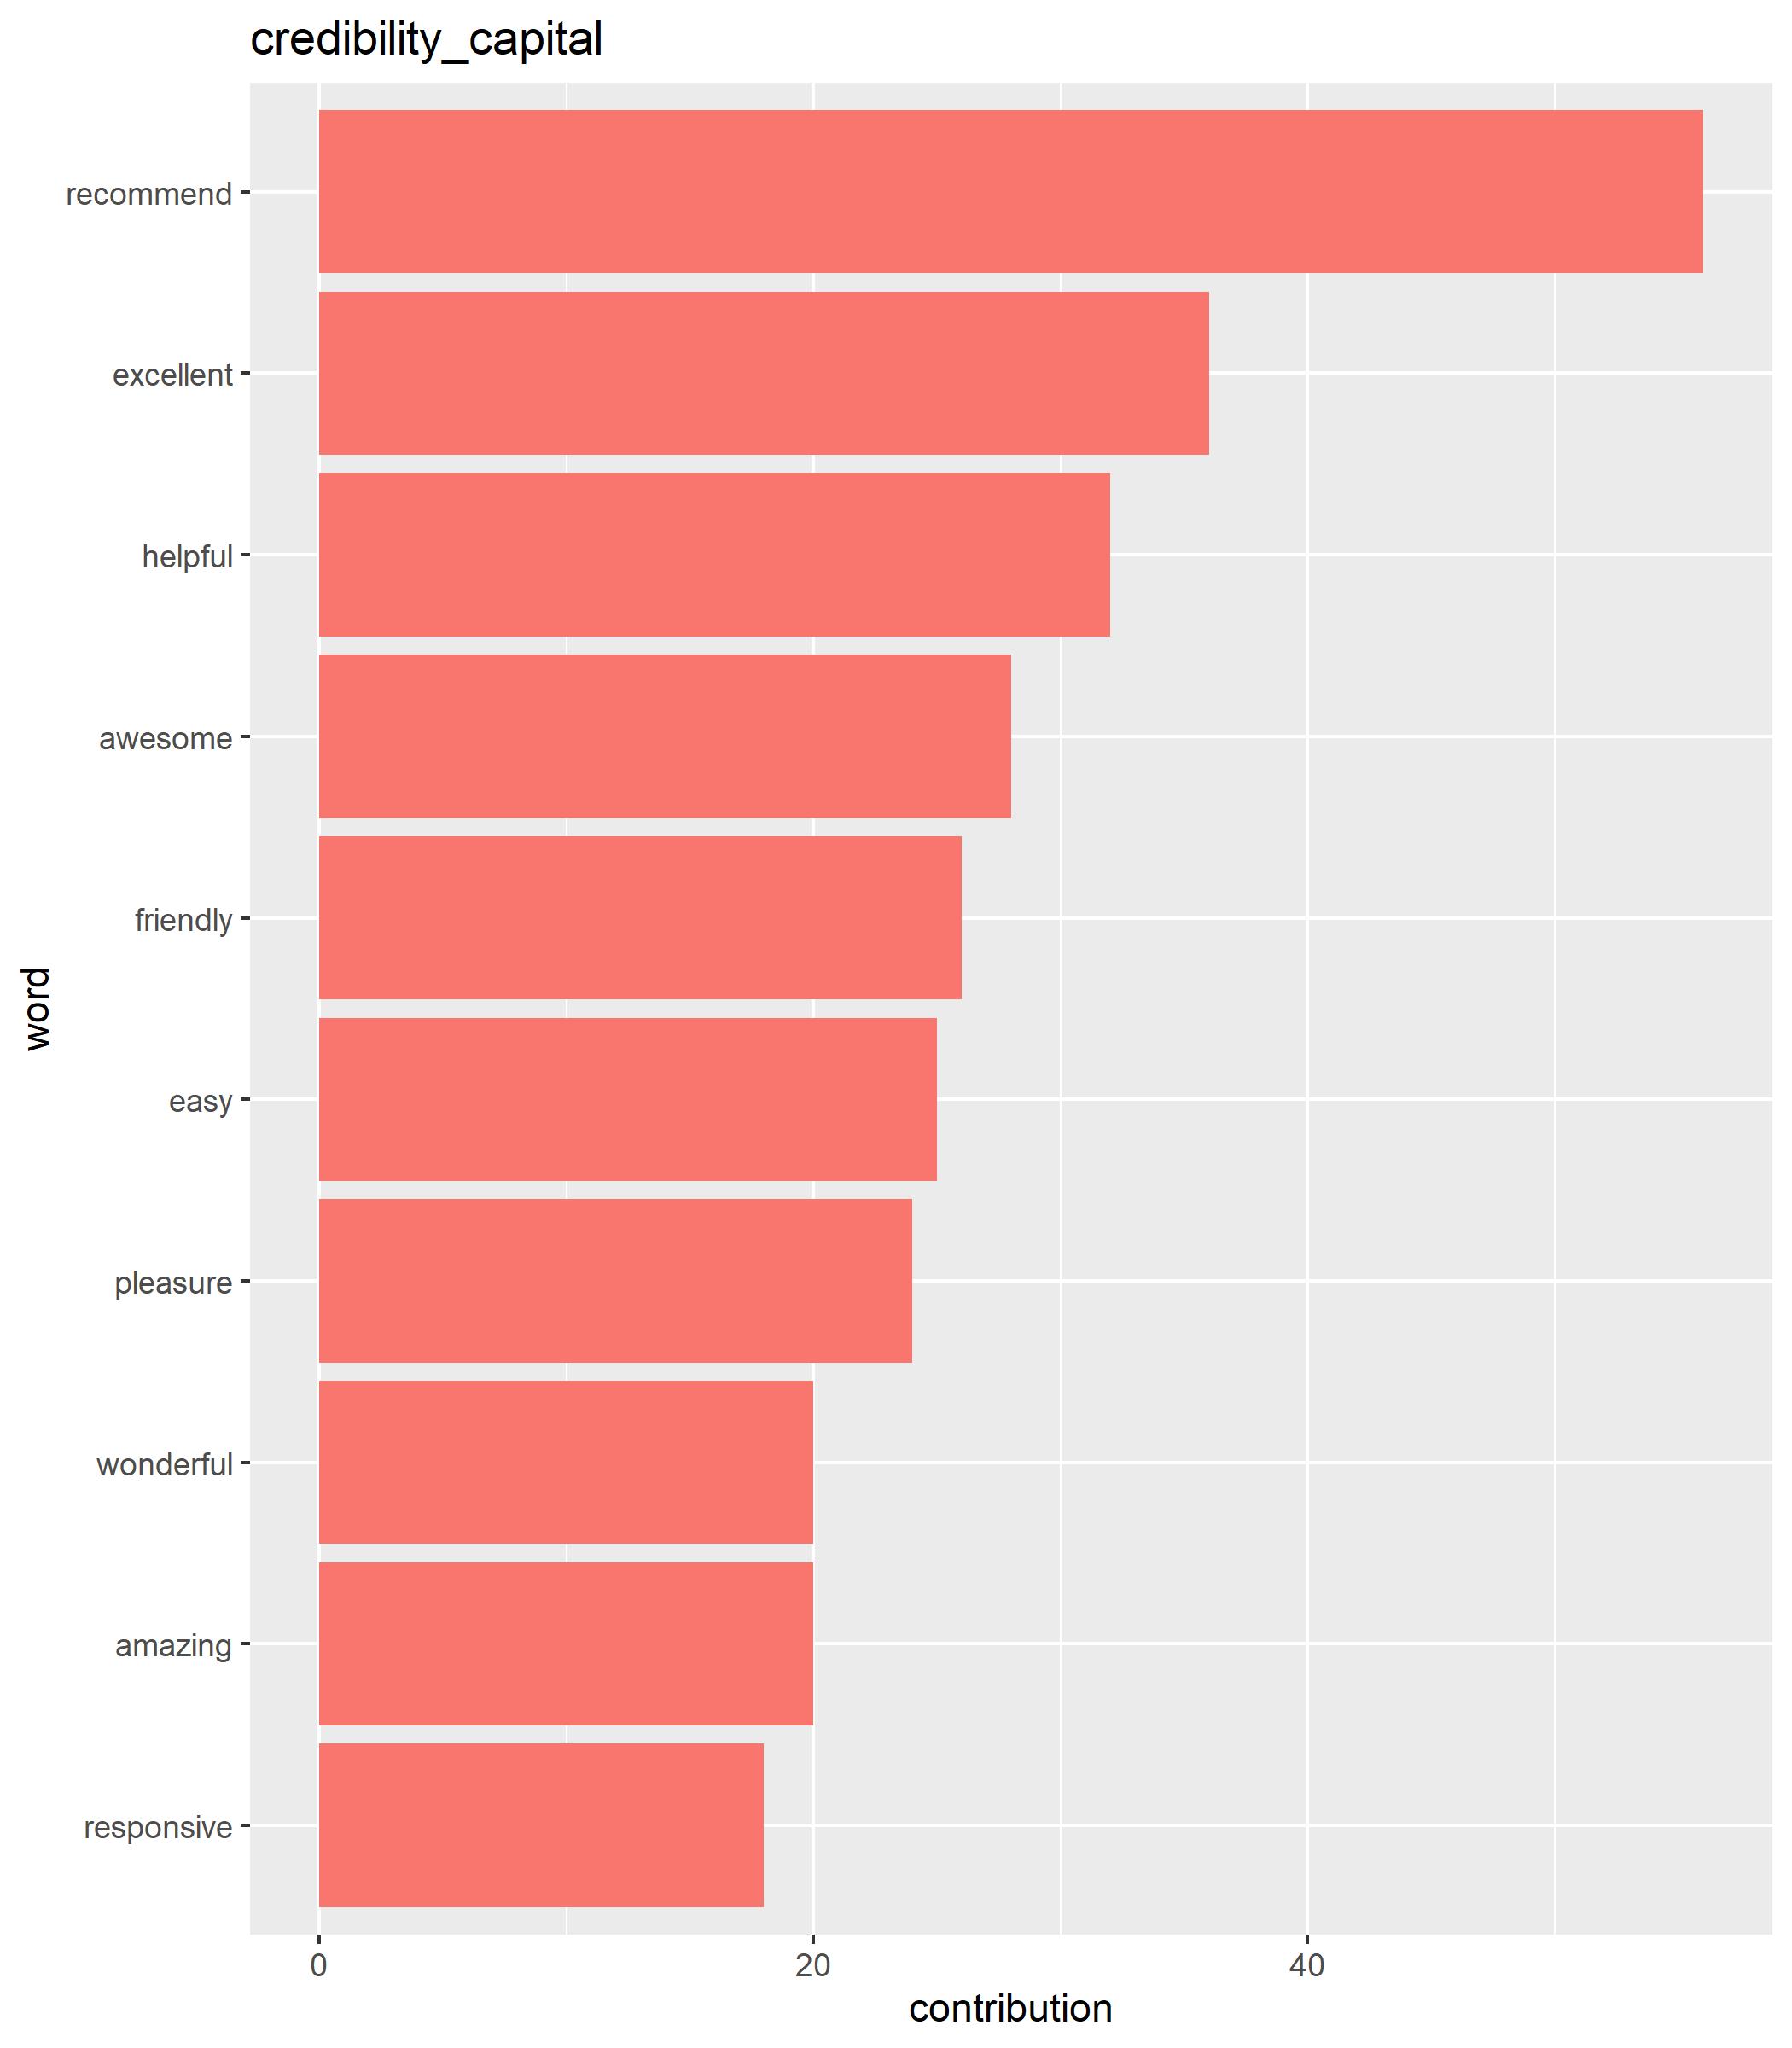 credibility_capital
recommend
excellent
helpful
awesome
friendly
easy
pleasure
wonderful
amazing
responsive
word
0 20 40
contribution